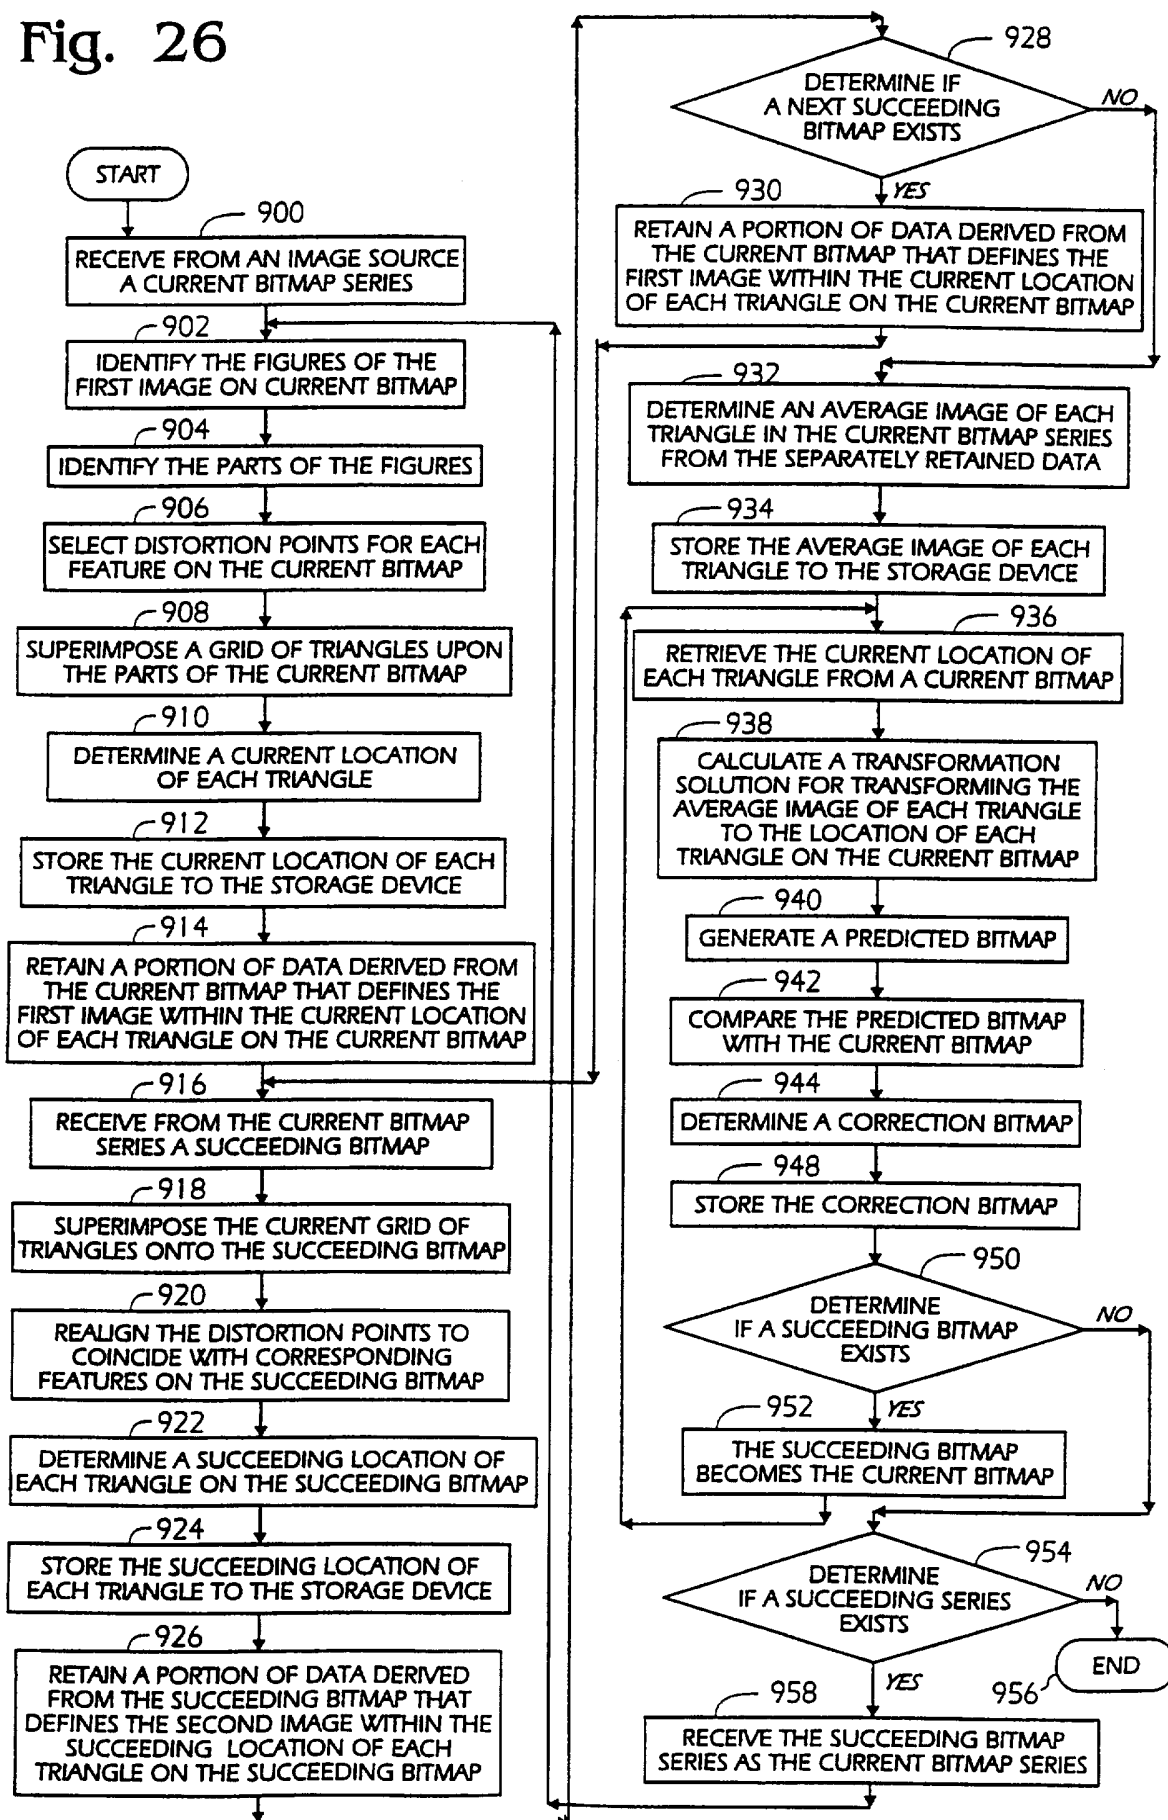 Fig. 26
START
900
RECEIVE FROM AN IMAGE SOURCE
A CURRENT BITMAP SERIES
902
IDENTIFY THE FIGURES OF THE
FIRST IMAGE ON CURRENT BITMAP
904
IDENTIFY THE PARTS OF THE FIGURES
906
SELECT DISTORTION POINTS FOR EACH
FEATURE ON THE CURRENT BITMAP
908
SUPERIMPOSE A GRID OF TRIANGLES UPON
THE PARTS OF THE CURRENT BITMAP
910
DETERMINE A CURRENT LOCATION
OF EACH TRIANGLE
912
STORE THE CURRENT LOCATION OF EACH
TRIANGLE TO THE STORAGE DEVICE
914
RETAIN A PORTION OF DATA DERIVED FROM
THE CURRENT BITMAP THAT DEFINES THE
FIRST IMAGE WITHIN THE CURRENT LOCATION
OF EACH TRIANGLE ON THE CURRENT BITMAP
916
RECEIVE FROM THE CURRENT BITMAP
SERIES A SUCCEEDING BITMAP
918
SUPERIMPOSE THE CURRENT GRID OF
TRIANGLES ONTO THE SUCCEEDING BITMAP
920
REALIGN THE DISTORTION POINTS TO
COINCIDE WITH CORRESPONDING
FEATURES ON THE SUCCEEDING BITMAP
922
DETERMINE A SUCCEEDING LOCATION OF
EACH TRIANGLE ON THE SUCCEEDING BITMAP
924
STORE THE SUCCEEDING LOCATION OF
EACH TRIANGLE TO THE STORAGE DEVICE
926
RETAIN A PORTION OF DATA DERIVED
FROM THE SUCCEEDING BITMAP THAT
DEFINES THE SECOND IMAGE WITHIN THE
SUCCEEDING LOCATION OF EACH
TRIANGLE ON THE SUCCEEDING BITMAP
928
DETERMINE IF
A NEXT SUCCEEDING
BITMAP EXISTS
NO
YES
930
RETAIN A PORTION OF DATA DERIVED FROM
THE CURRENT BITMAP THAT DEFINES THE
FIRST IMAGE WITHIN THE CURRENT LOCATION
OF EACH TRIANGLE ON THE CURRENT BITMAP
932
DETERMINE AN AVERAGE IMAGE OF EACH
TRIANGLE IN THE CURRENT BITMAP SERIES
FROM THE SEPARATELY RETAINED DATA
934
STORE THE AVERAGE IMAGE OF EACH
TRIANGLE TO THE STORAGE DEVICE
936
RETRIEVE THE CURRENT LOCATION OF
EACH TRIANGLE FROM A CURRENT BITMAP
938
CALCULATE A TRANSFORMATION
SOLUTION FOR TRANSFORMING THE
AVERAGE IMAGE OF EACH TRIANGLE
TO THE LOCATION OF EACH
TRIANGLE ON THE CURRENT BITMAP
940
GENERATE A PREDICTED BITMAP
942
COMPARE THE PREDICTED BITMAP
WITH THE CURRENT BITMAP
944
DETERMINE A CORRECTION BITMAP
948
STORE THE CORRECTION BITMAP
950
DETERMINE
IF A SUCCEEDING BITMAP
EXISTS
NO
YES
952
THE SUCCEEDING BITMAP
BECOMES THE CURRENT BITMAP
954
DETERMINE
IF A SUCCEEDING SERIES
EXISTS
NO
END
956
YES
958
RECEIVE THE SUCCEEDING BITMAP
SERIES AS THE CURRENT BITMAP SERIES